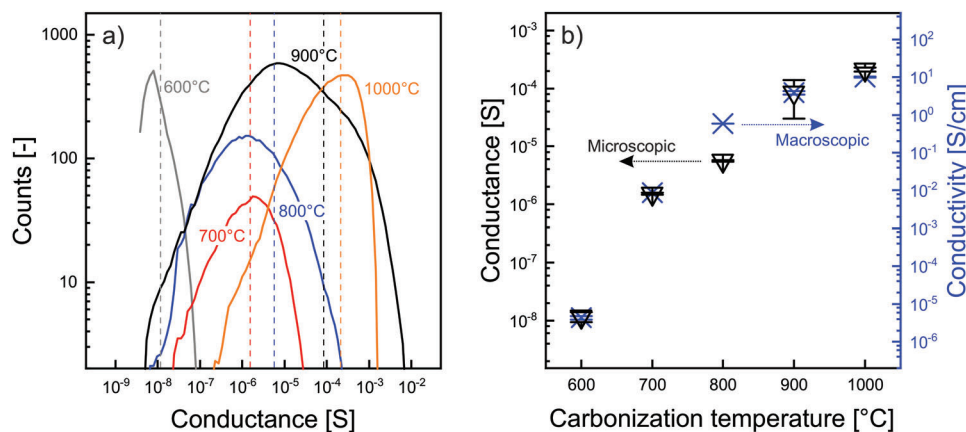 a)
1000
100
10
Counts [-]
600°C
900°C
1000°C
800°C
700°C
10⁻⁹ 10⁻⁸ 10⁻⁷ 10⁻⁶ 10⁻⁵ 10⁻⁴ 10⁻³ 10⁻²
Conductance [S]
b)
10⁻³
10⁻⁴
10⁻⁵
10⁻⁶
10⁻⁷
10⁻⁸
Conductance [S]
Microscopic
Macroscopic
10²
10¹
10⁰
10⁻¹
10⁻²
10⁻³
10⁻⁴
10⁻⁵
10⁻⁶
Conductivity [S/cm]
600 700 800 900 1000
Carbonization temperature [°C]